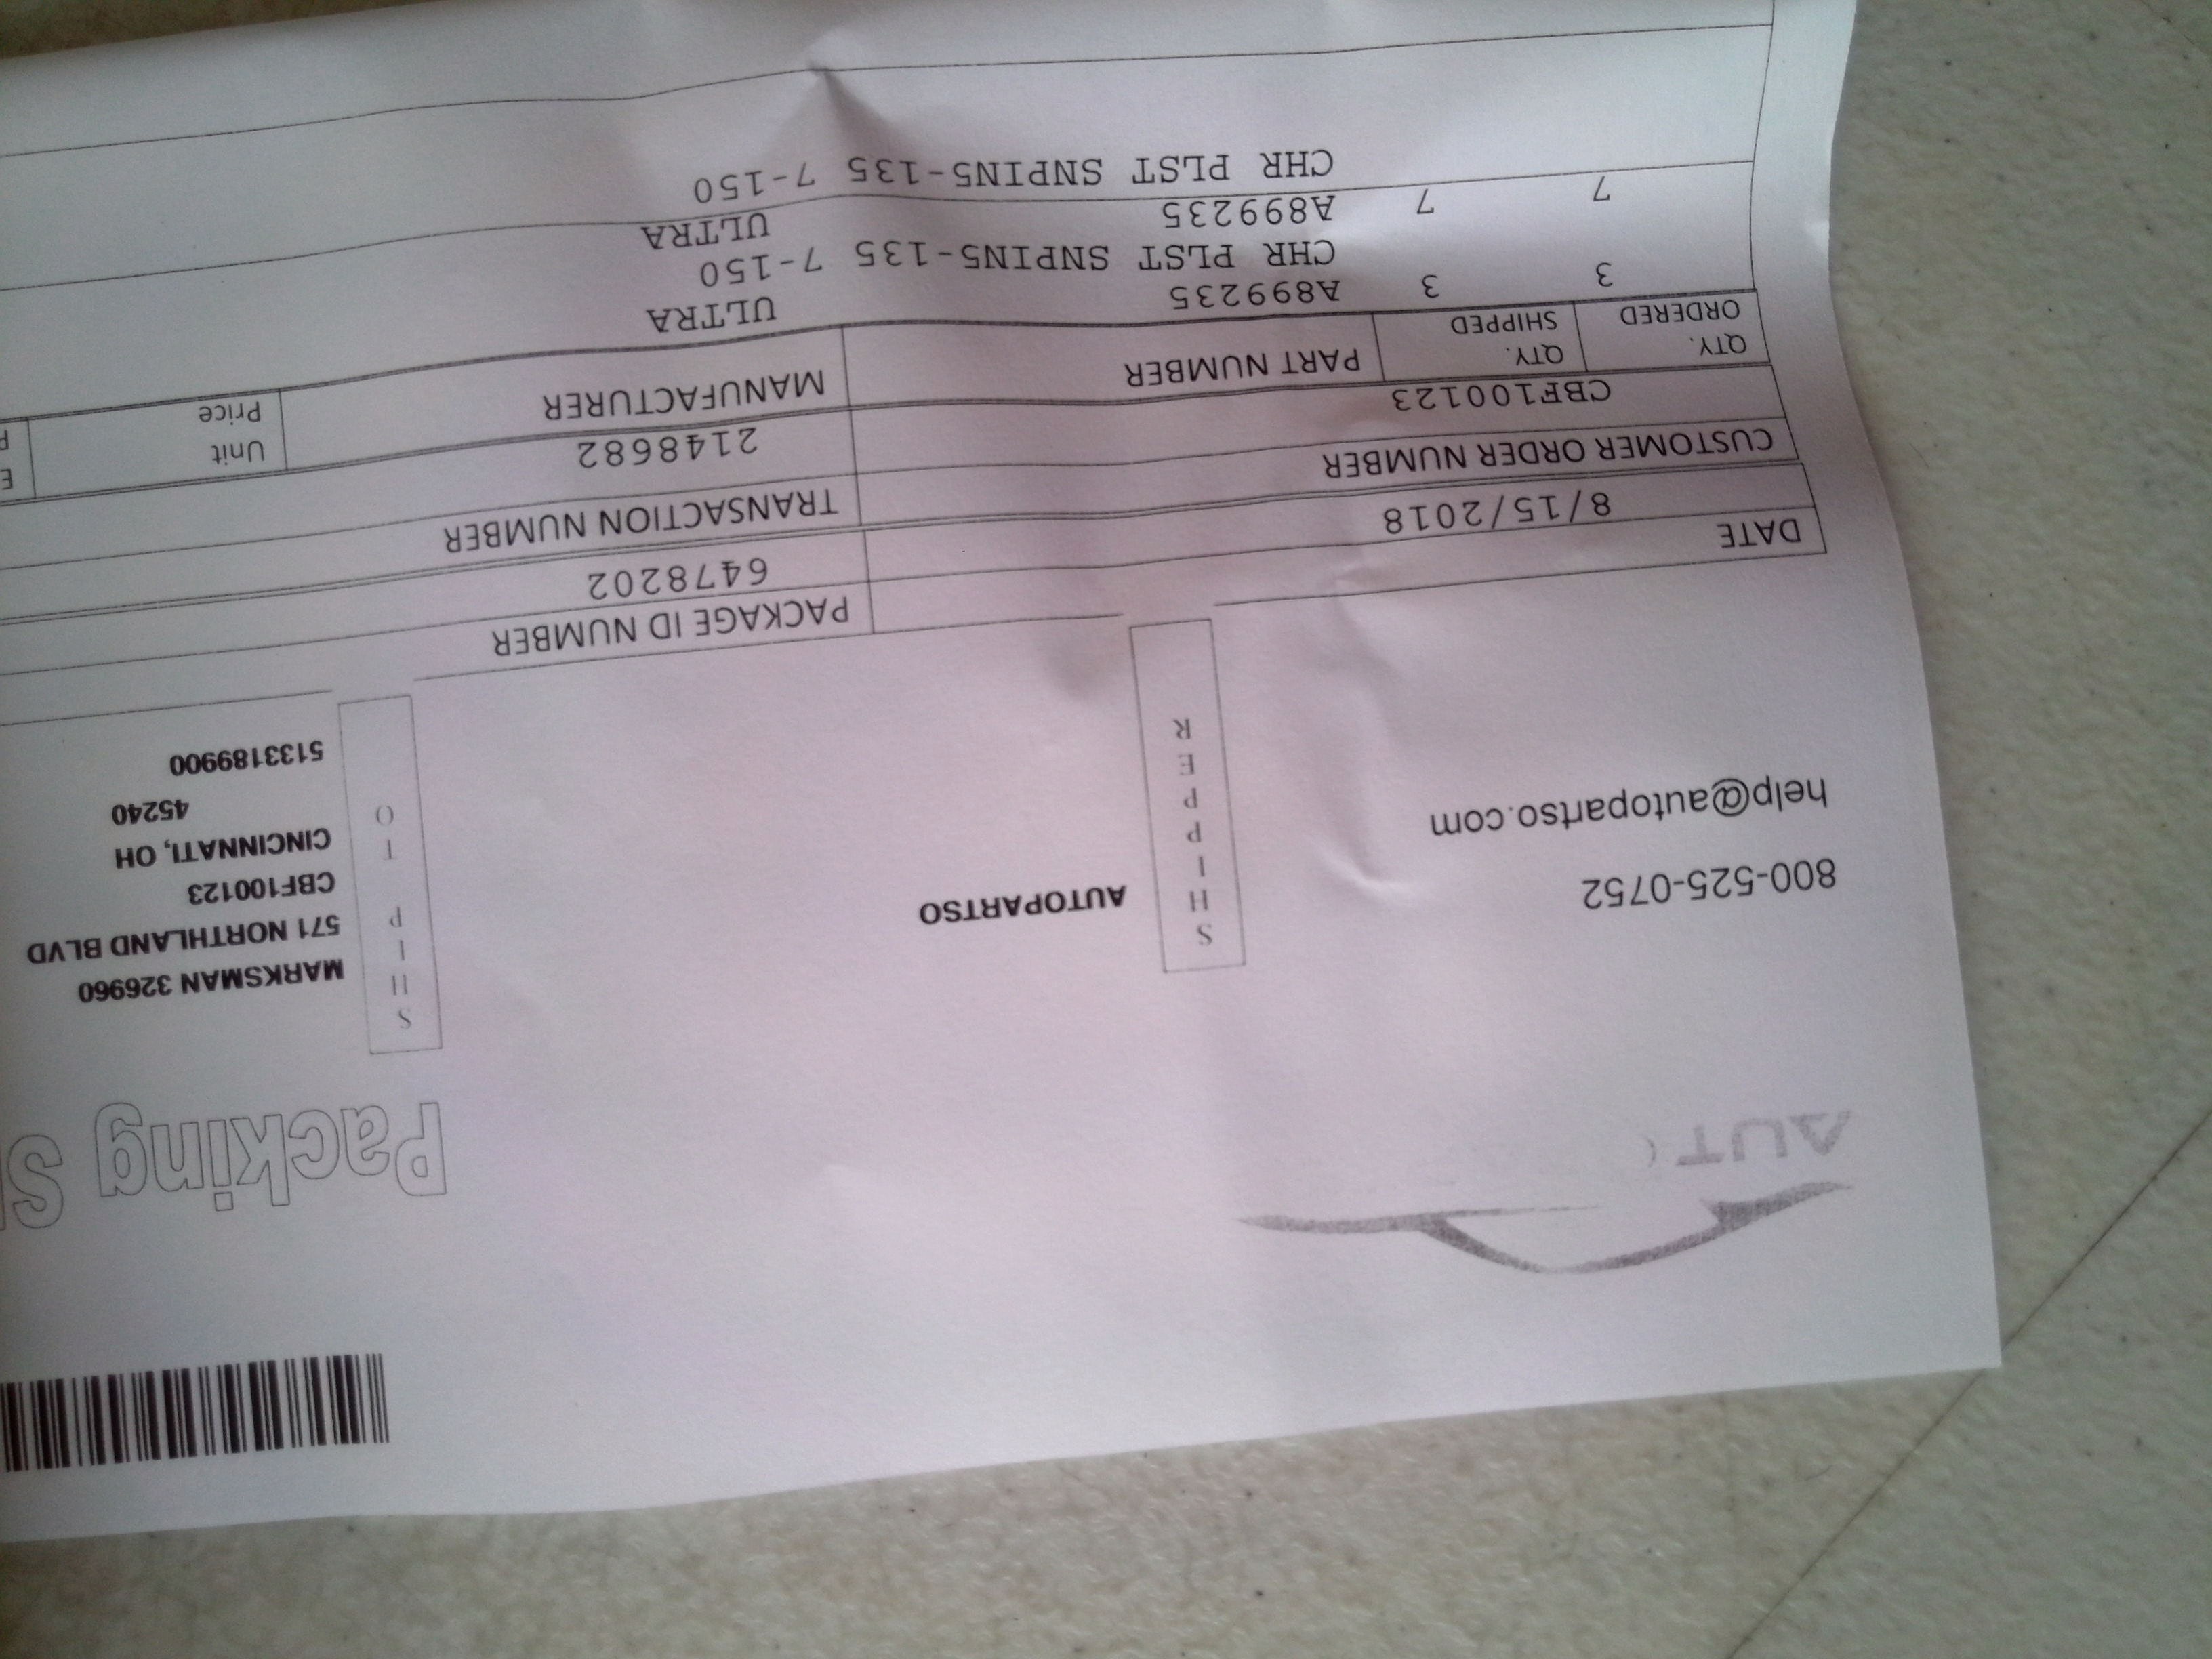 Packing
AUT
800-525-0752
help@autopartso.com
SHIPPER
AUTOPARTSO
SHIP TO
MARKSMAN 326960
571 NORTHLAND BLVD
CBF100123
CINCINNATI, OH
45240
5133189900
DATE
8/15/2018
PACKAGE ID NUMBER
6478202
CUSTOMER ORDER NUMBER
CBF100123
TRANSACTION NUMBER
2148682
QTY. ORDERED
QTY. SHIPPED
PART NUMBER
MANUFACTURER
Unit Price
3 3 A899235 ULTRA
CHR PLST SNPIN5-135 7-150
7 7 A899235 ULTRA
CHR PLST SNPIN5-135 7-150